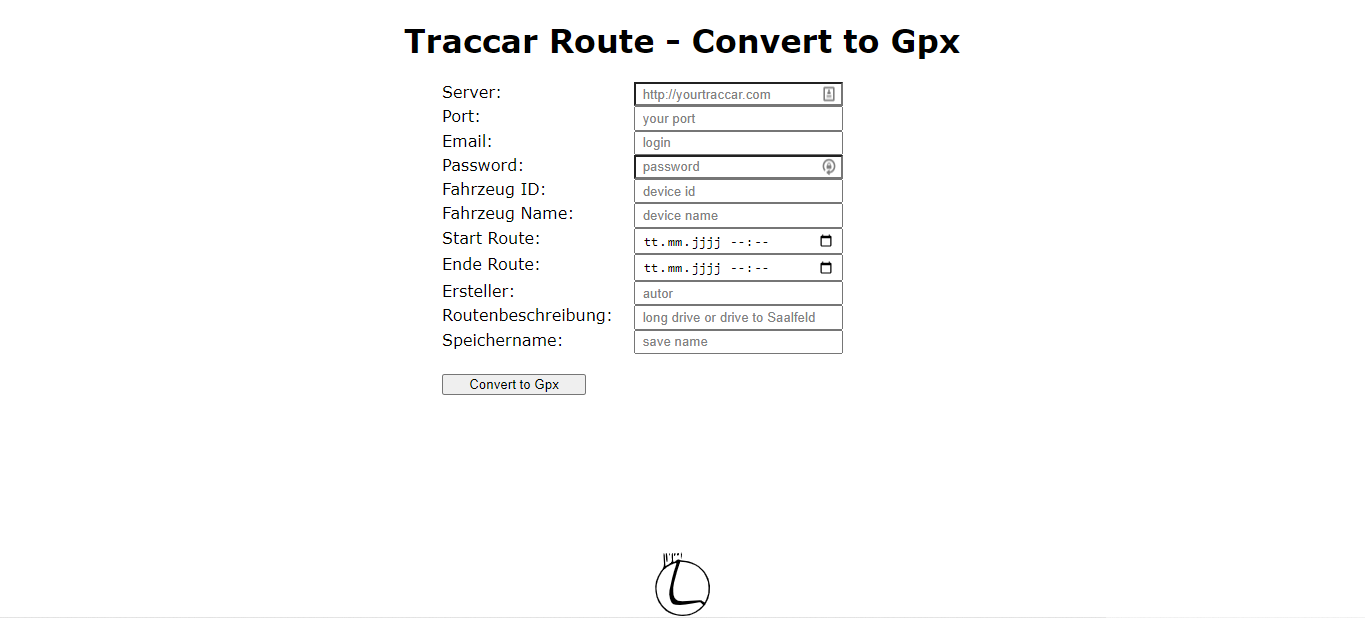 Traccar Route - Convert to Gpx
Server: http://yourtraccar.com
Port: your port
Email: login
Password: password
Fahrzeug ID: device id
Fahrzeug Name: device name
Start Route: tt.mm.jjjj --:--
Ende Route: tt.mm.jjjj --:--
Ersteller: autor
Routenbeschreibung: long drive or drive to Saalfeld
Speichername: save name
Convert to Gpx
L